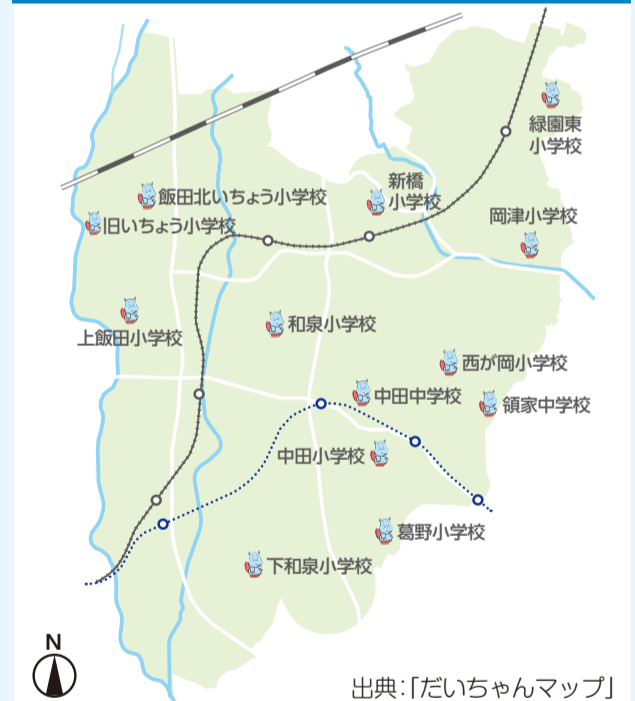 緑園東
小学校
新橋
小学校
飯田北いちょう小学校
旧いちょう小学校
岡津小学校
上飯田小学校
和泉小学校
西が岡小学校
中田中学校
領家中学校
中田小学校
葛野小学校
下和泉小学校
N
出典:「だいちゃんマップ」